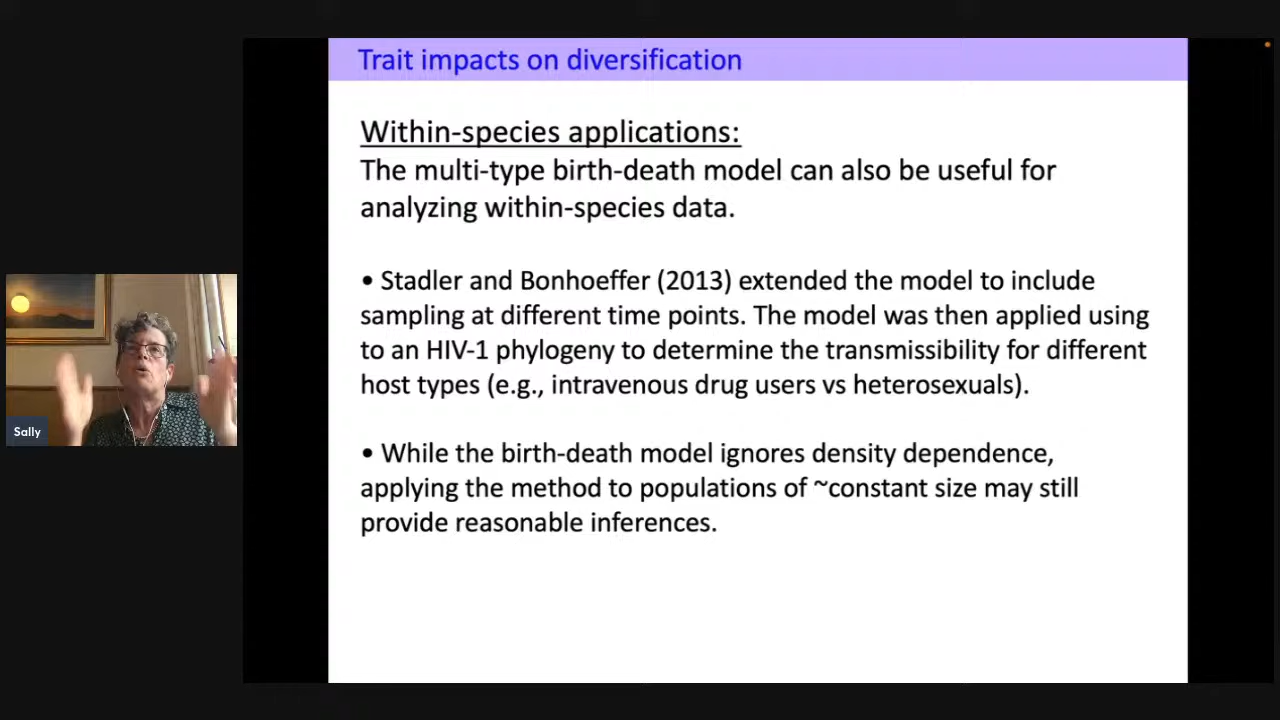 Trait impacts on diversification
Within-species applications:
The multi-type birth-death model can also be useful for
analyzing within-species data.
• Stadler and Bonhoeffer (2013) extended the model to include
sampling at different time points. The model was then applied using
to an HIV-1 phylogeny to determine the transmissibility for different
host types (e.g., intravenous drug users vs heterosexuals).
• While the birth-death model ignores density dependence,
applying the method to populations of ~constant size may still
provide reasonable inferences.
Sally